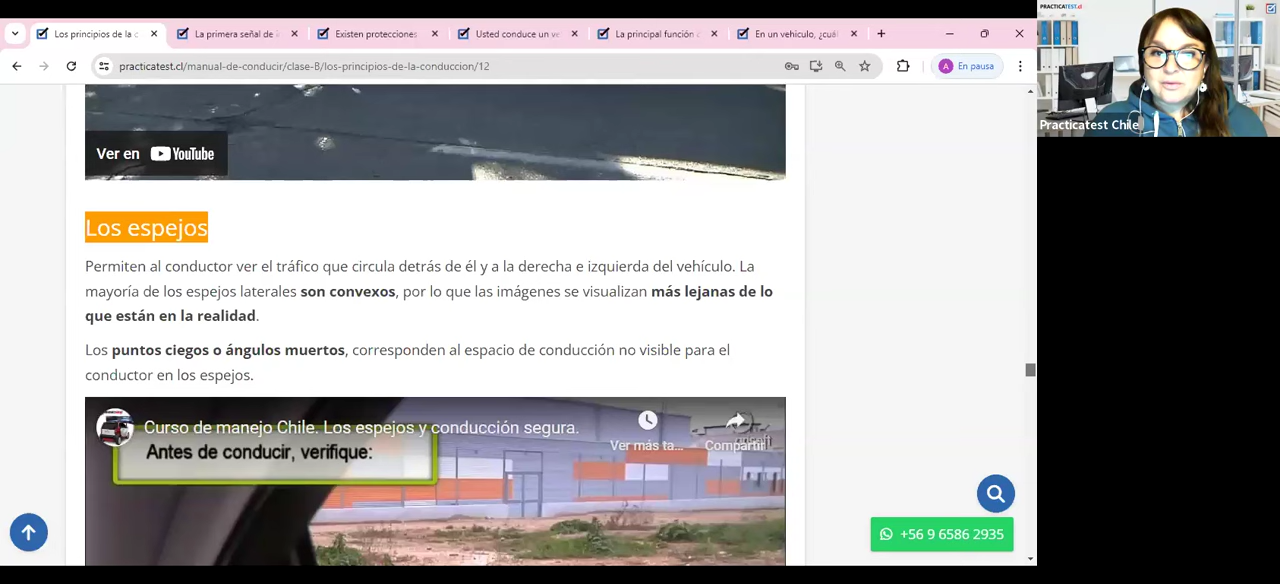 Los principios de la c
La primera señal de
Existen protecciones
Usted conduce un ve
La principal función
En un vehículo, ¿cuál
practicatest.cl/manual-de-conducir/clase-B/los-principios-de-la-conduccion/12
A
En pausa
PRACTICATEST.cl
Practicatest Chile
Ver en YouTube
Los espejos
Permiten al conductor ver el tráfico que circula detrás de él y a la derecha e izquierda del vehículo. La
mayoría de los espejos laterales son convexos, por lo que las imágenes se visualizan más lejanas de lo
que están en la realidad.
Los puntos ciegos o ángulos muertos, corresponden al espacio de conducción no visible para el
conductor en los espejos.
Curso de manejo Chile. Los espejos y conducción segura.
Ver más ta...
Compartir
Antes de conducir, verifique:
+56 9 6586 2935